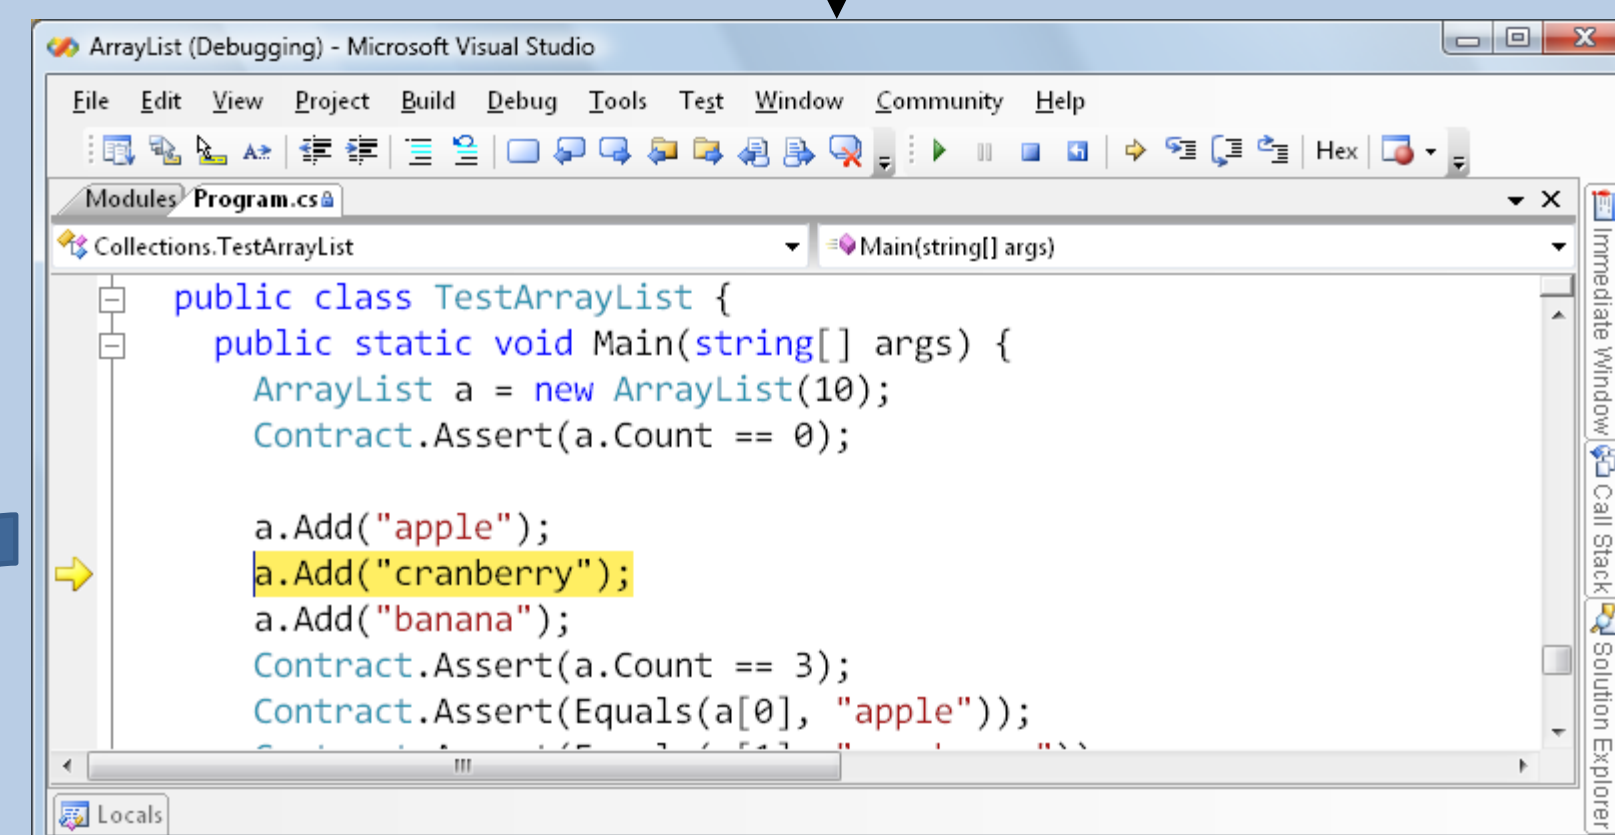 ArrayList (Debugging) - Microsoft Visual Studio
File Edit View Project Build Debug Tools Test Window Community Help
Hex
Modules Program.cs
Collections.TestArrayList Main(string[] args)
public class TestArrayList {
public static void Main(string[] args) {
ArrayList a = new ArrayList(10);
Contract.Assert(a.Count == 0);
a.Add("apple");
a.Add("cranberry");
a.Add("banana");
Contract.Assert(a.Count == 3);
Contract.Assert(Equals(a[0], "apple"));
Locals
Immediate Window
Call Stack
Solution Explorer